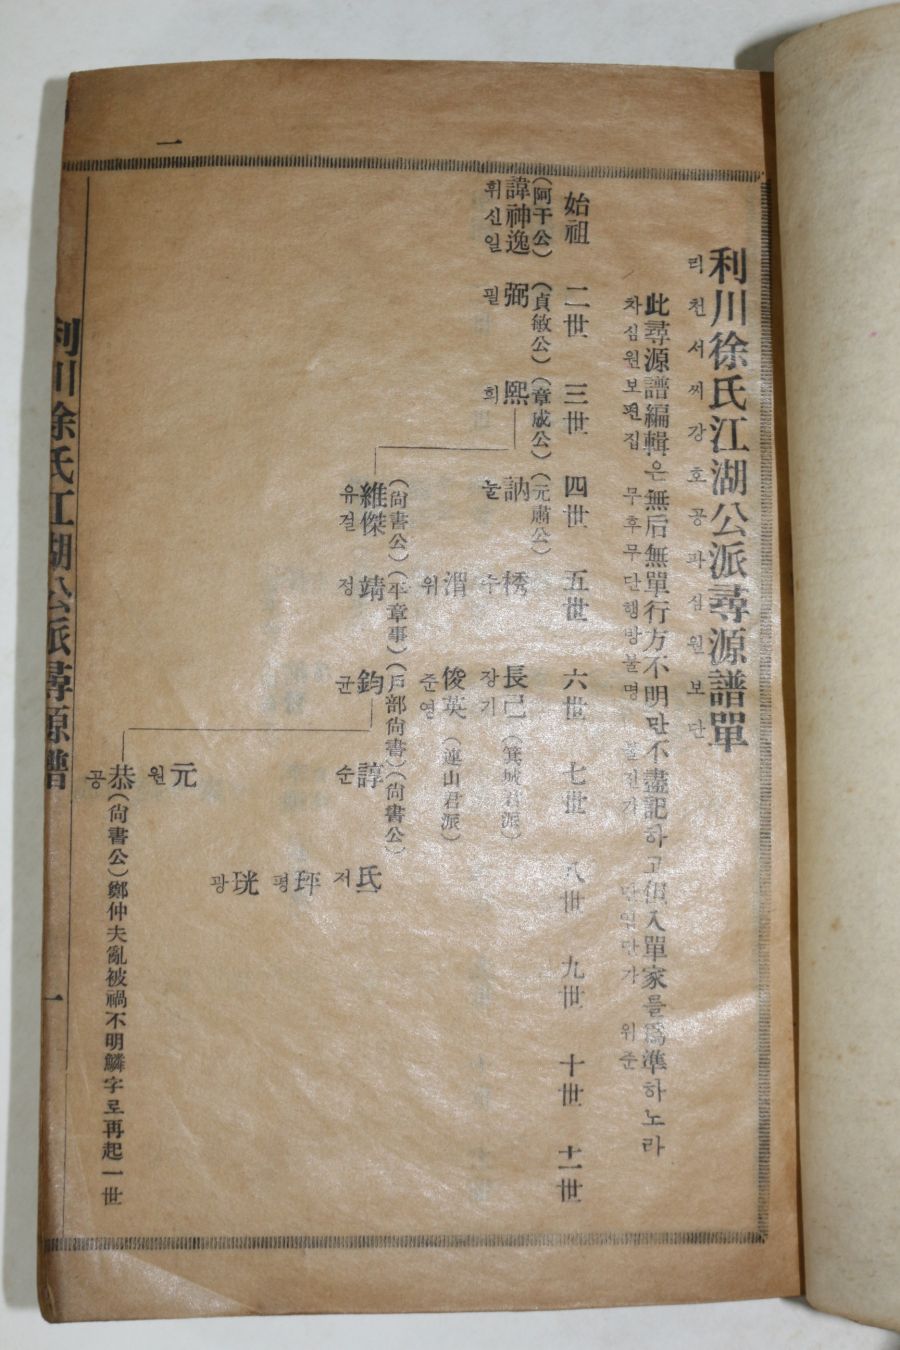 利川徐氏江湖公派尋源譜單
리천서씨강호공파심원보단
此尋源譜編輯은無后無單行方不明만不盡記하고但入單家를爲準하노라
차심원보편집 무후무단행방불명 불진기 단입단가 위준
始祖 二世 三世 四世 五世 六世 七世 八世 九世 十世 十一世
(阿干公) (貞敏公) (章威公) (元肅公)
諱神逸 弼 熙 訥 琇 長己 (箕城君派)
휘신일 필 희 눌 수 장기
渭 俊英 (連山君派)
위 준영
(尙書公) (平章事) (戶部尙書) (尙書公)
維傑 靖 鈞 諄 氐
유걸 정 균 순 저
玶
평
珖
광
元
원
恭 (尙書公) 鄭仲夫亂被禍不明麟字로再起一世
공
利川徐氏江湖公派尋源譜
一
一